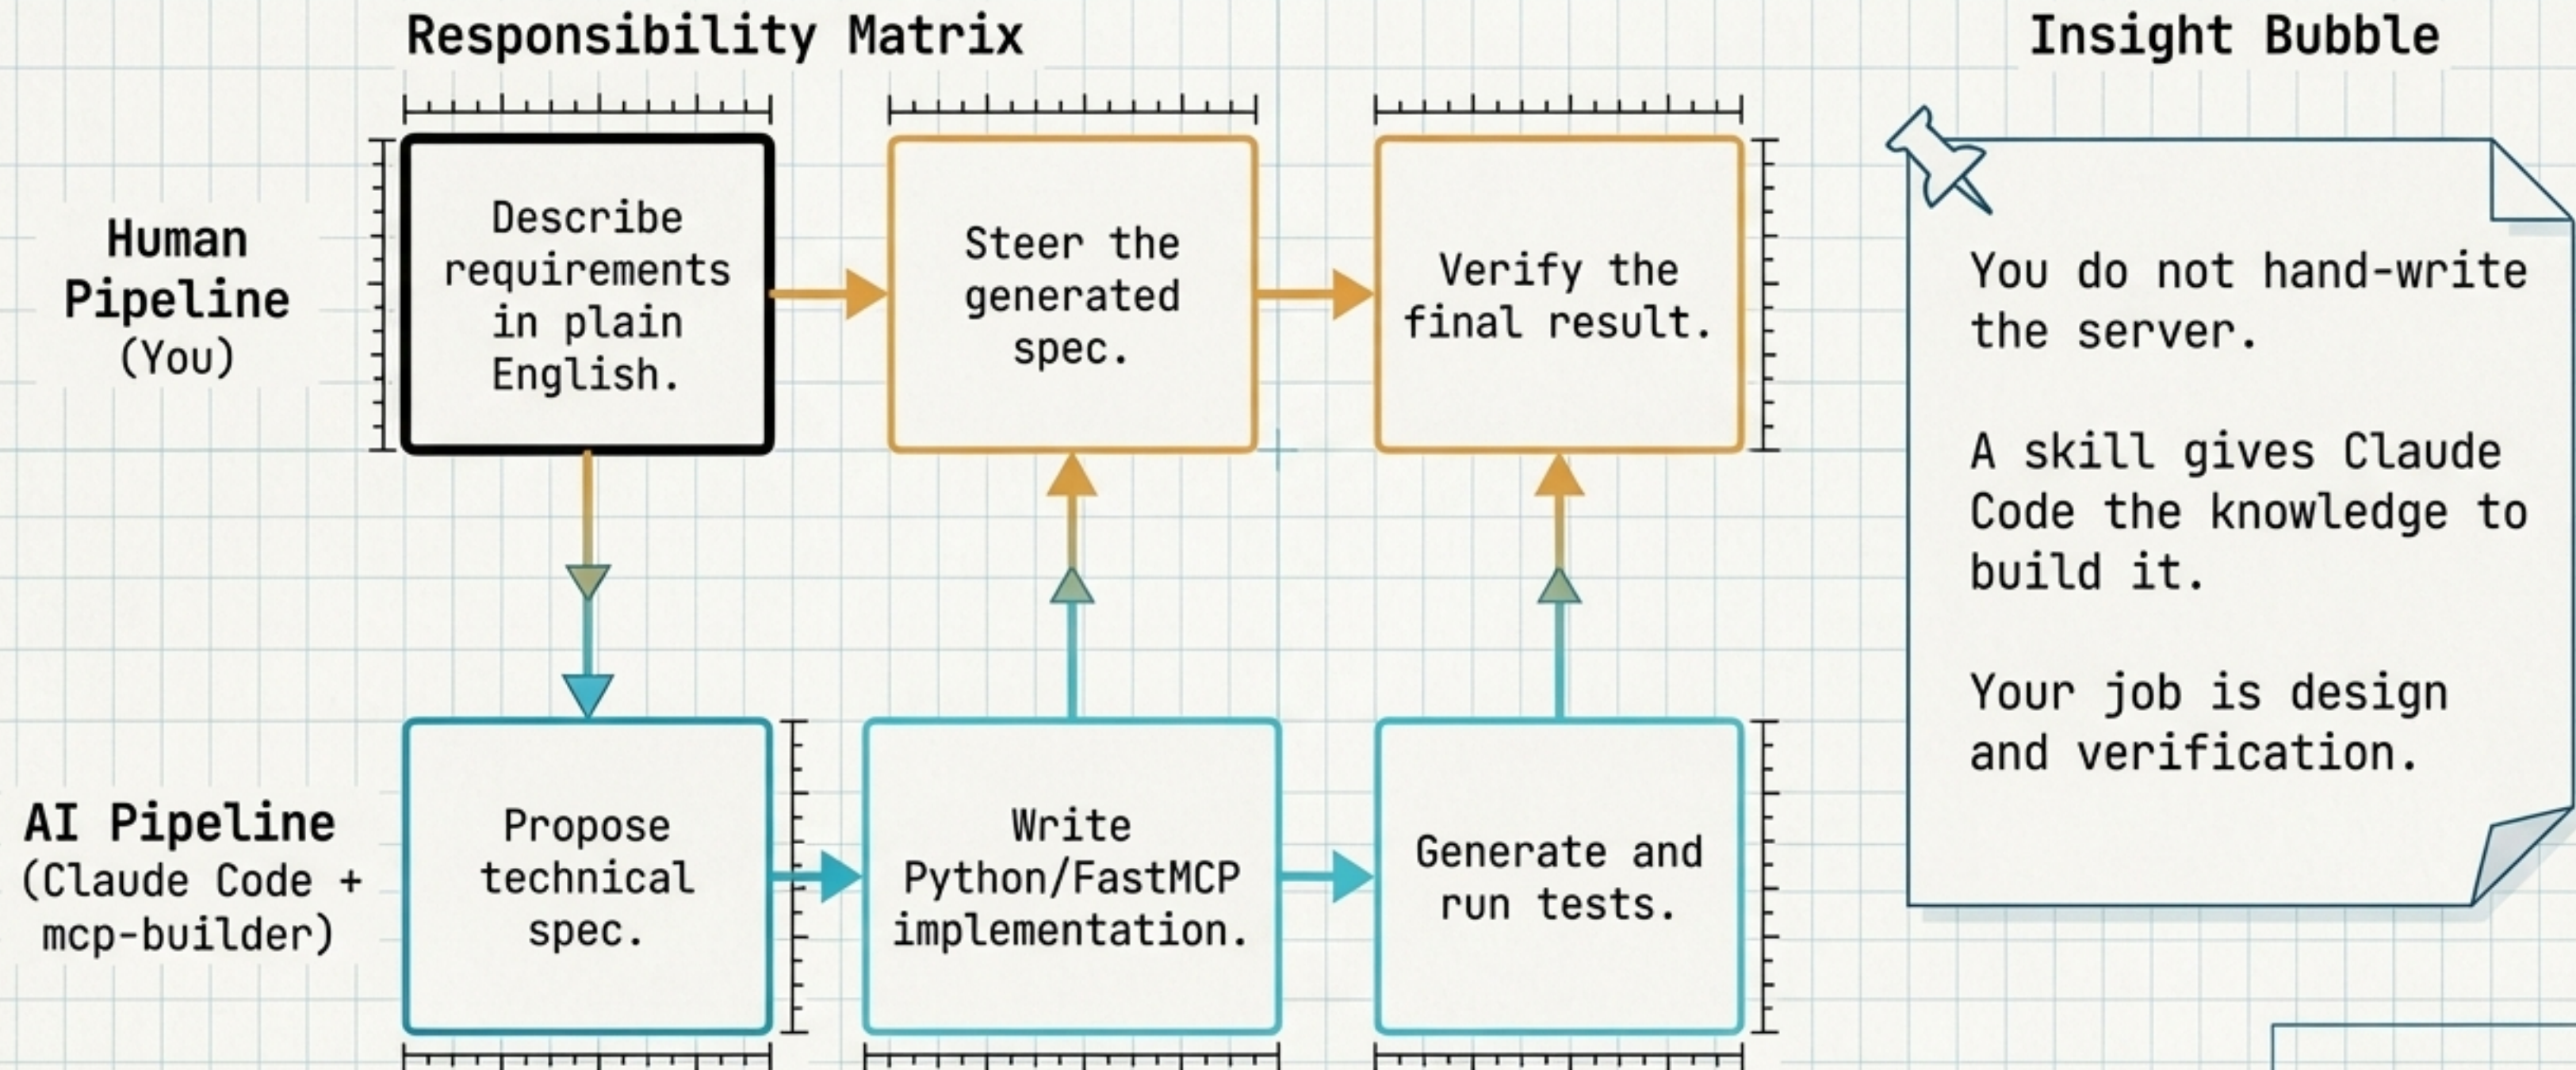 Responsibility Matrix
Insight Bubble
Human
Pipeline
(You)
Describe
requirements
in plain
English.
Steer the
generated
spec.
Verify the
final result.
You do not hand-write
the server.
A skill gives Claude
Code the knowledge to
build it.
Your job is design
and verification.
AI Pipeline
(Claude Code +
mcp-builder)
Propose
technical
spec.
Write
Python/FastMCP
implementation.
Generate and
run tests.